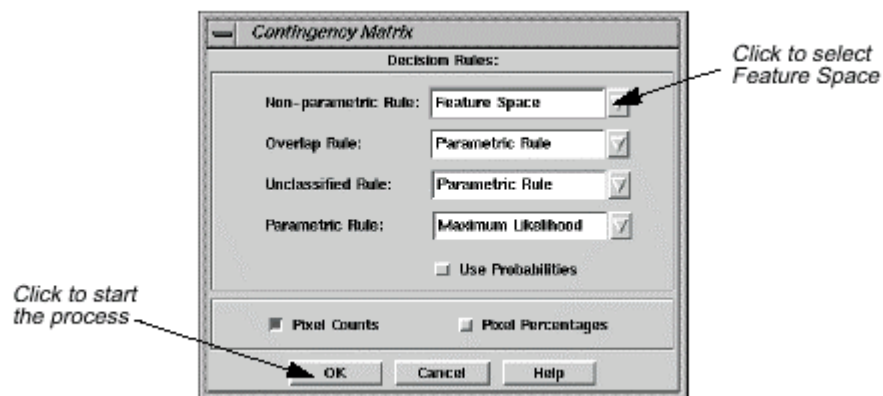 Contingency Matrix
Decision Rules:
Click to select
Feature Space
Non-parametric Rule: Feature Space
Overlap Rule: Parametric Rule
Unclassified Rule: Parametric Rule
Parametric Rule: Maximum Likelihood
Use Probabilities
Click to start
the process
Pixel Counts Pixel Percentages
OK Cancel Help